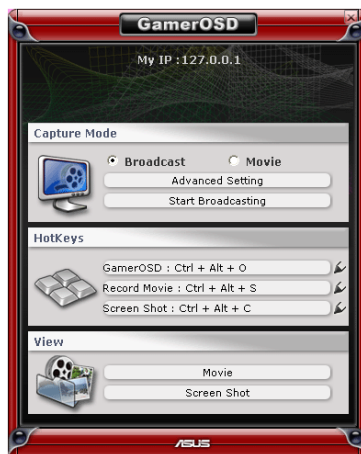 GamerOSD
My IP :127.0.0.1
Capture Mode
Broadcast Movie
Advanced Setting
Start Broadcasting
HotKeys
GamerOSD : Ctrl + Alt + O
Record Movie : Ctrl + Alt + S
Screen Shot : Ctrl + Alt + C
View
Movie
Screen Shot
ASUS